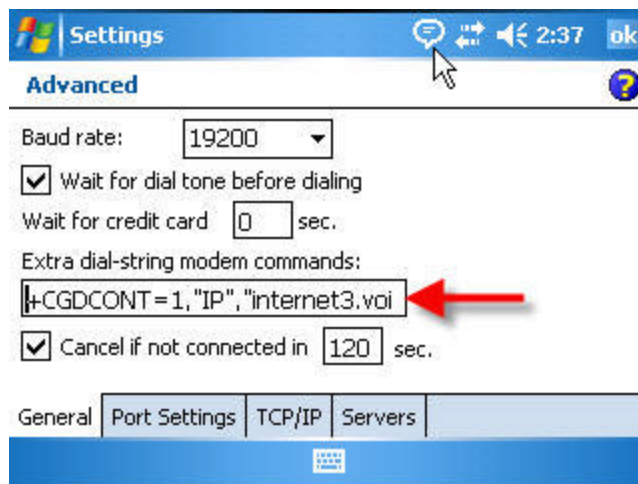 Settings 2:37 ok
Advanced ?
Baud rate: 19200
Wait for dial tone before dialing
Wait for credit card 0 sec.
Extra dial-string modem commands:
+CGDCONT=1,"IP","internet3.voi
Cancel if not connected in 120 sec.
General Port Settings TCP/IP Servers